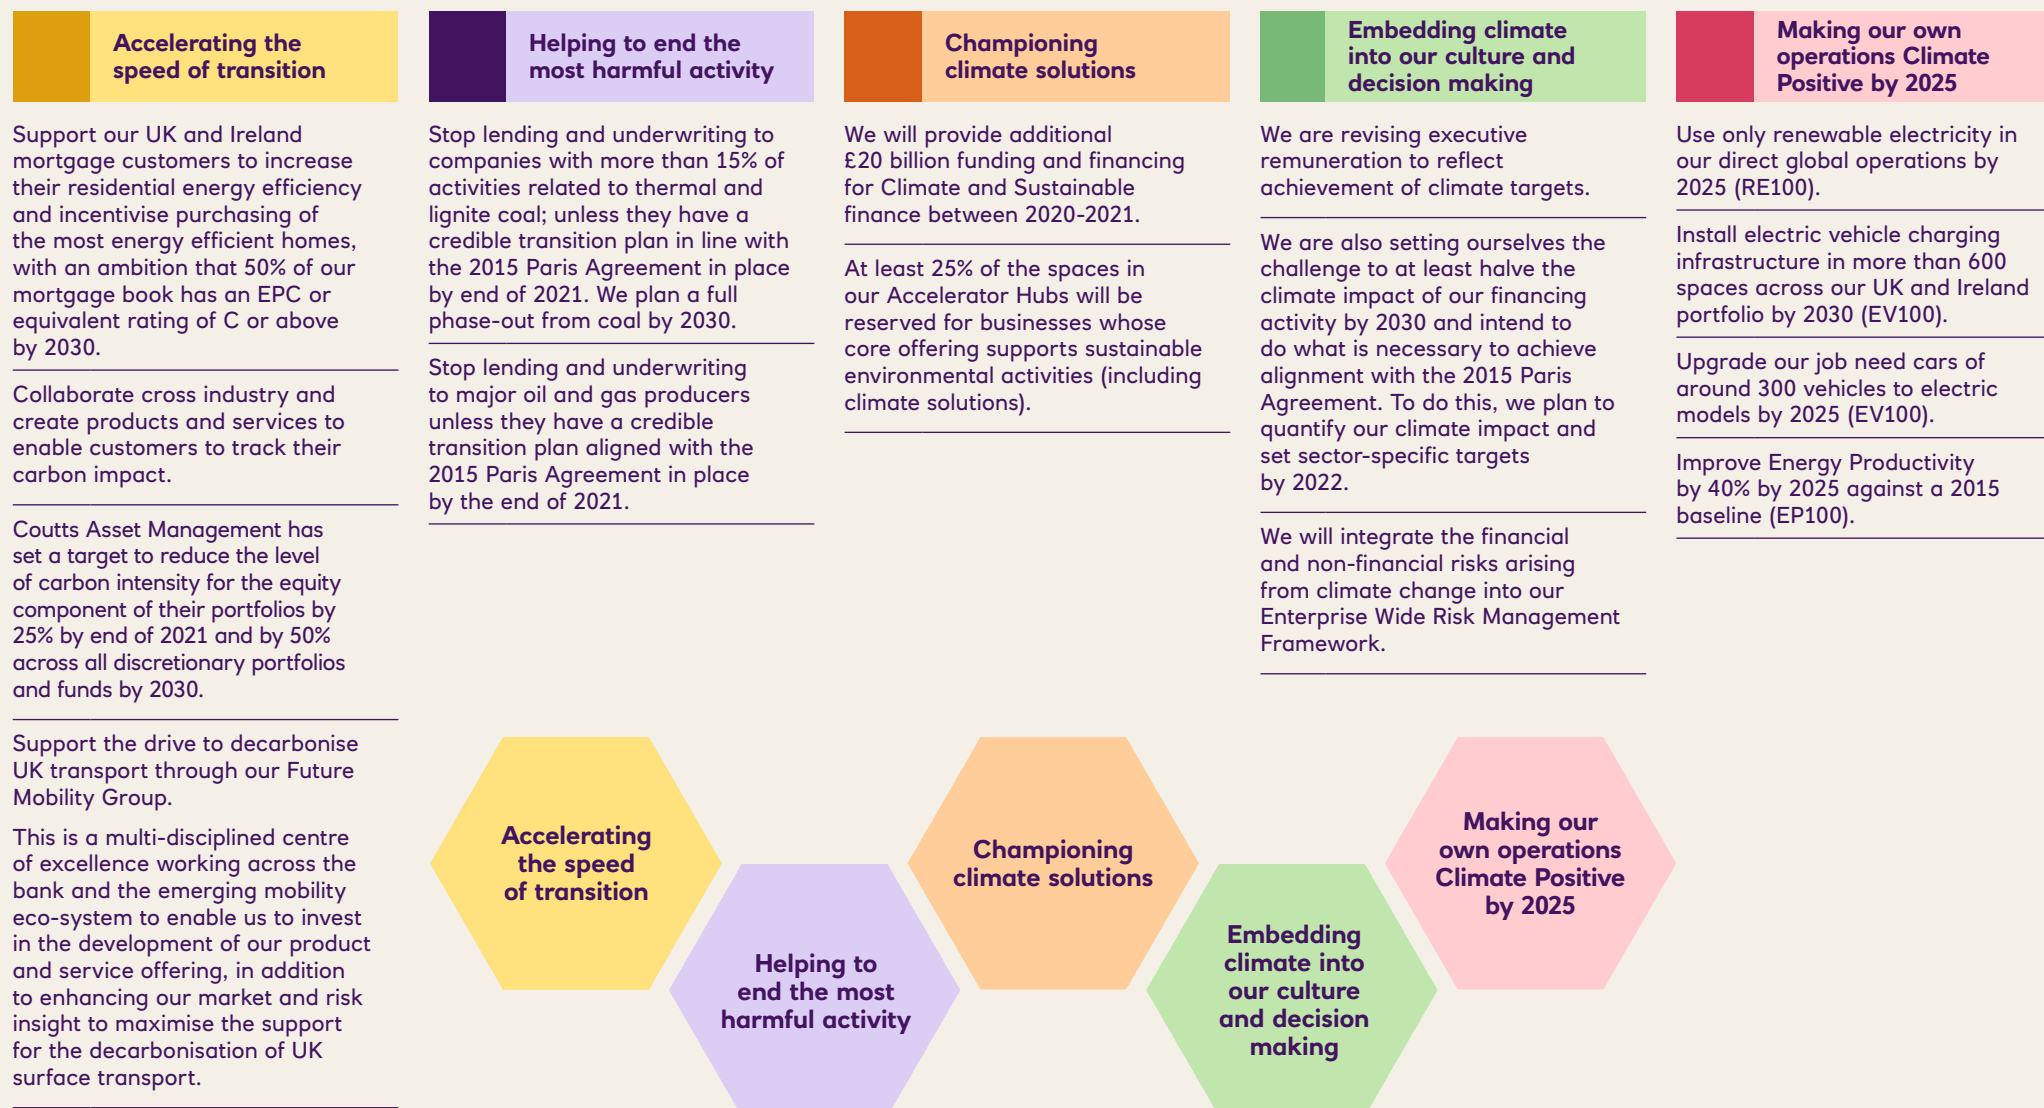 Accelerating the
speed of transition
Support our UK and Ireland
mortgage customers to increase
their residential energy efficiency
and incentivise purchasing of
the most energy efficient homes,
with an ambition that 50% of our
mortgage book has an EPC or
equivalent rating of C or above
by 2030.
Collaborate cross industry and
create products and services to
enable customers to track their
carbon impact.
Coutts Asset Management has
set a target to reduce the level
of carbon intensity for the equity
component of their portfolios by
25% by end of 2021 and by 50%
across all discretionary portfolios
and funds by 2030.
Support the drive to decarbonise
UK transport through our Future
Mobility Group.
This is a multi-disciplined centre
of excellence working across the
bank and the emerging mobility
eco-system to enable us to invest
in the development of our product
and service offering, in addition
to enhancing our market and risk
insight to maximise the support
for the decarbonisation of UK
surface transport.
Helping to end the
most harmful activity
Stop lending and underwriting to
companies with more than 15% of
activities related to thermal and
lignite coal; unless they have a
credible transition plan in line with
the 2015 Paris Agreement in place
by end of 2021. We plan a full
phase-out from coal by 2030.
Stop lending and underwriting
to major oil and gas producers
unless they have a credible
transition plan aligned with the
2015 Paris Agreement in place
by the end of 2021.
Championing
climate solutions
We will provide additional
£20 billion funding and financing
for Climate and Sustainable
finance between 2020-2021.
At least 25% of the spaces in
our Accelerator Hubs will be
reserved for businesses whose
core offering supports sustainable
environmental activities (including
climate solutions).
Embedding climate
into our culture and
decision making
We are revising executive
remuneration to reflect
achievement of climate targets.
We are also setting ourselves the
challenge to at least halve the
climate impact of our financing
activity by 2030 and intend to
do what is necessary to achieve
alignment with the 2015 Paris
Agreement. To do this, we plan to
quantify our climate impact and
set sector-specific targets
by 2022.
We will integrate the financial
and non-financial risks arising
from climate change into our
Enterprise Wide Risk Management
Framework.
Making our own
operations Climate
Positive by 2025
Use only renewable electricity in
our direct global operations by
2025 (RE100).
Install electric vehicle charging
infrastructure in more than 600
spaces across our UK and Ireland
portfolio by 2030 (EV100).
Upgrade our job need cars of
around 300 vehicles to electric
models by 2025 (EV100).
Improve Energy Productivity
by 40% by 2025 against a 2015
baseline (EP100).
Accelerating
the speed
of transition
Helping to
end the most
harmful activity
Championing
climate solutions
Embedding
climate into
our culture
and decision
making
Making our
own operations
Climate Positive
by 2025